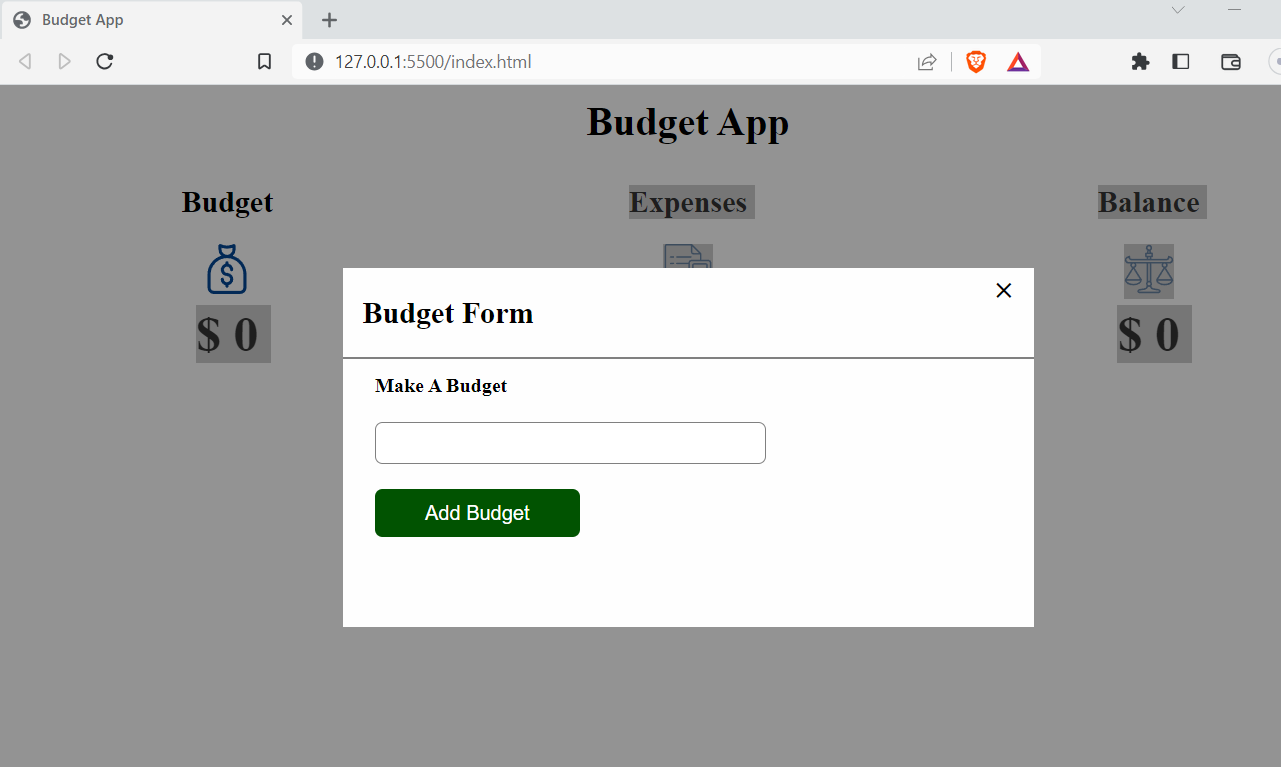 Budget App
127.0.0.1:5500/index.html
Budget App
Budget Expenses Balance
$ 0 $ 0
Budget Form
Make A Budget
Add Budget